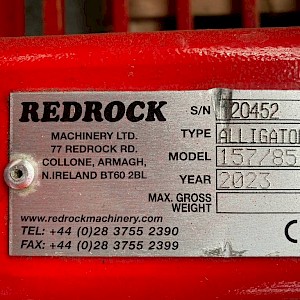 REDROCK
MACHINERY LTD.
77 REDROCK RD.
COLLONE, ARMAGH,
N.IRELAND BT60 2BL
www.redrockmachinery.com
TEL: +44 (0)28 3755 2390
FAX: +44 (0)28 3755 2399
S/N 20452
TYPE ALLIGATO
MODEL 157/85
YEAR 2023
MAX. GROSS
WEIGHT